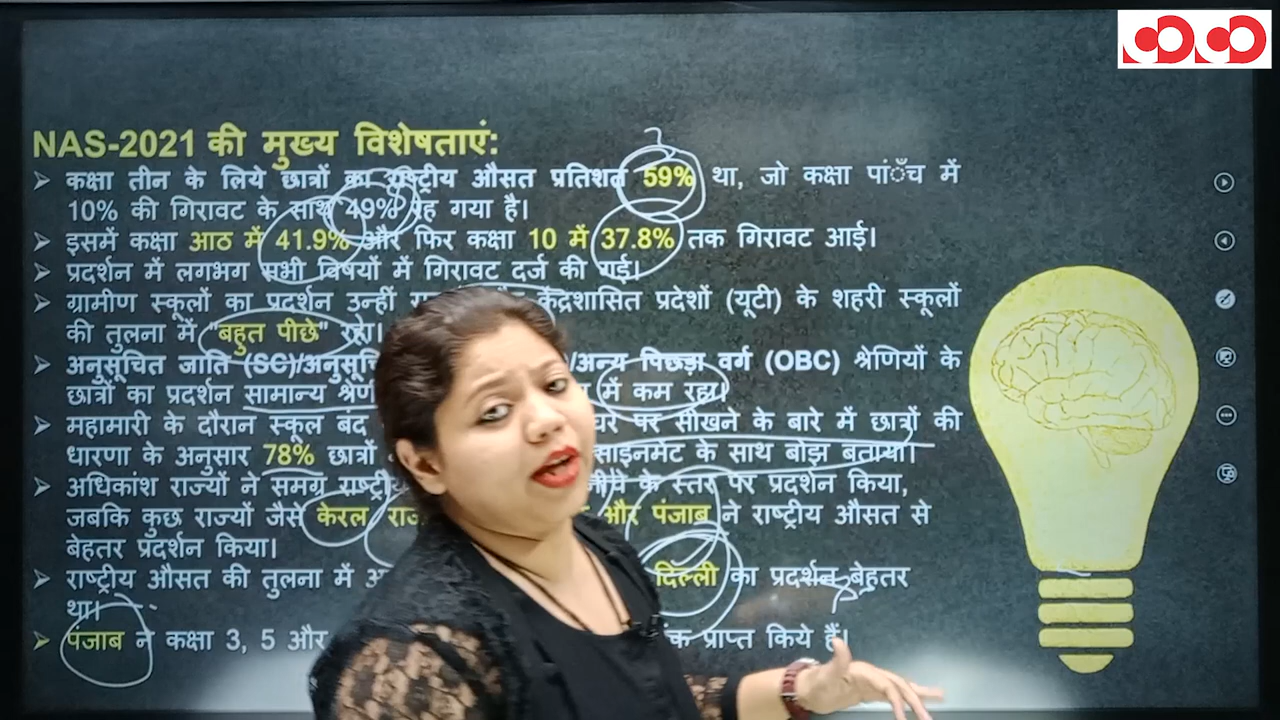 NAS-2021 की मुख्य विशेषताएं:
➤ कक्षा तीन के लिये छात्रों का राष्ट्रीय औसत प्रतिशत 59% था, जो कक्षा पांँच में
10% की गिरावट के साथ 49% रह गया है।
➤ इसमें कक्षा आठ में 41.9% और फिर कक्षा 10 में 37.8% तक गिरावट आई।
➤ प्रदर्शन में लगभग सभी विषयों में गिरावट दर्ज की गई।
➤ ग्रामीण स्कूलों का प्रदर्शन उन्हीं केंद्रशासित प्रदेशों (यूटी) के शहरी स्कूलों
की तुलना में "बहुत पीछे" रहा।
➤ अनुसूचित जाति (SC)/ /अन्य पिछड़ा वर्ग (OBC) श्रेणियों के
छात्रों का प्रदर्शन सामान्य में कम रहा।
➤ महामारी के दौरान स्कूल बंद पर सीखने के बारे में छात्रों की
धारणा के अनुसार 78% छात्रों के साथ बोझ बताया।
➤ अधिकांश राज्यों ने समग्र के स्तर पर प्रदर्शन किया,
जबकि कुछ राज्यों जैसे केरल और पंजाब ने राष्ट्रीय औसत से
बेहतर प्रदर्शन किया।
➤ राष्ट्रीय औसत की तुलना में दिल्ली का प्रदर्शन बेहतर
था।
➤ पंजाब ने कक्षा 3, 5 और प्राप्त किये हैं।